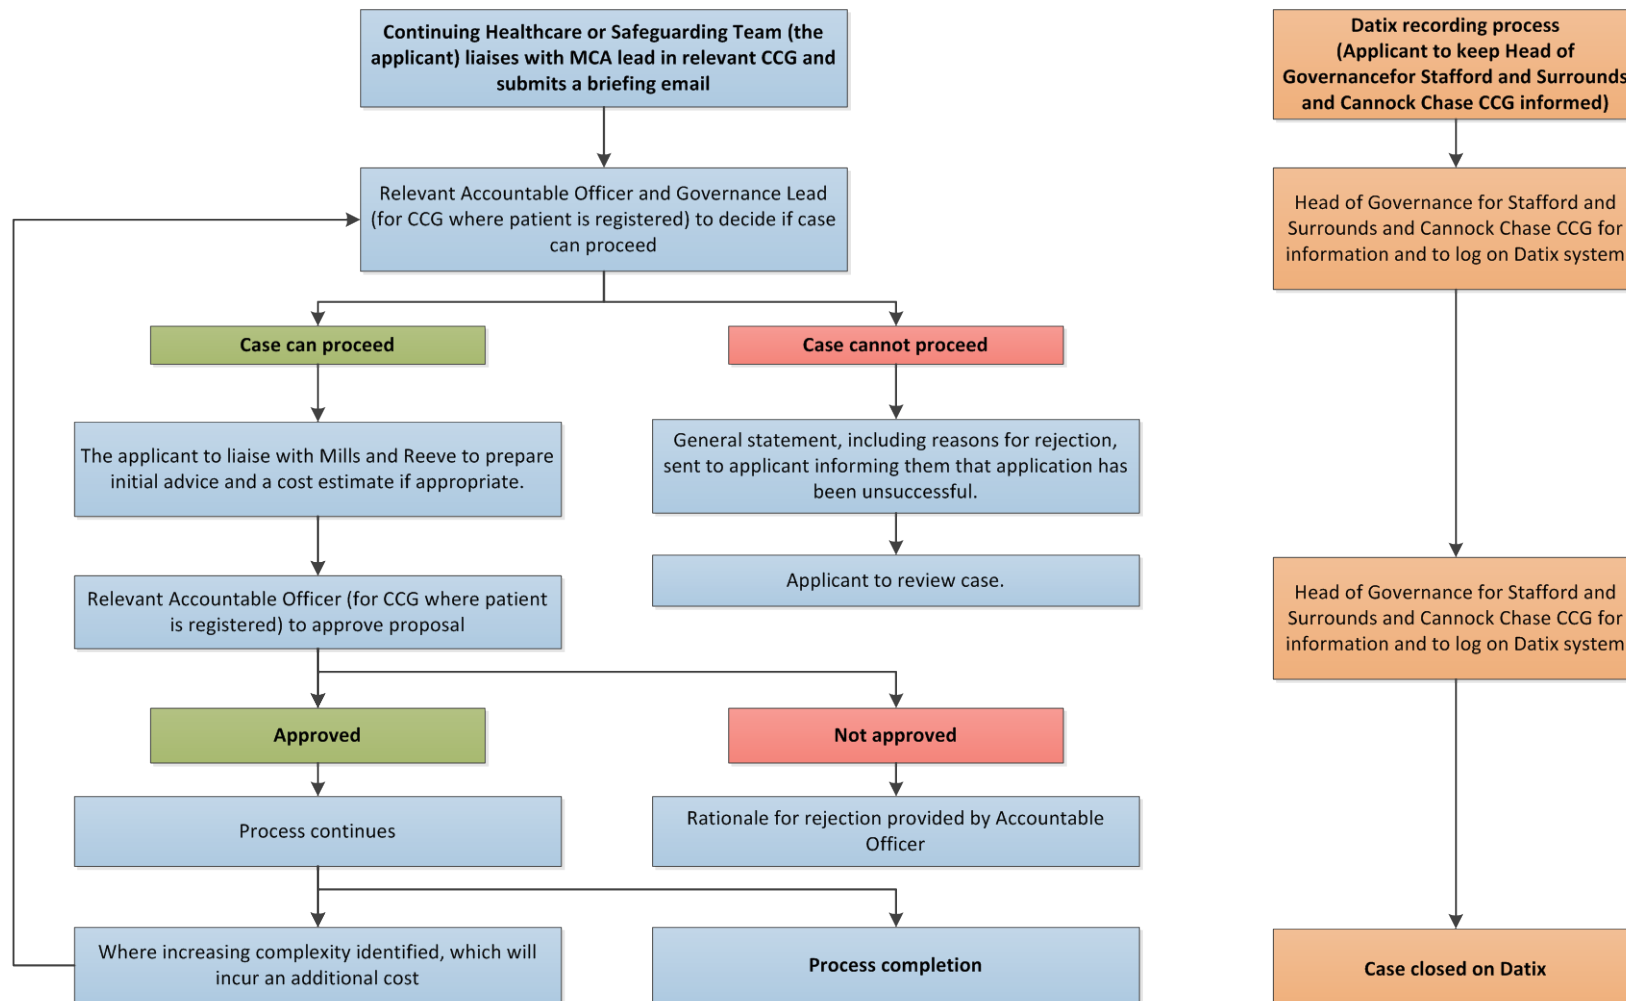 Continuing Healthcare or Safeguarding Team (the
applicant) liaises with MCA lead in relevant CCG and
submits a briefing email
Datix recording process
(Applicant to keep Head of
Governancefor Stafford and Surrounds
and Cannock Chase CCG informed)
Relevant Accountable Officer and Governance Lead
(for CCG where patient is registered) to decide if case
can proceed
Head of Governance for Stafford and
Surrounds and Cannock Chase CCG for
information and to log on Datix system
Case can proceed
Case cannot proceed
The applicant to liaise with Mills and Reeve to prepare
initial advice and a cost estimate if appropriate.
General statement, including reasons for rejection,
sent to applicant informing them that application has
been unsuccessful.
Applicant to review case.
Relevant Accountable Officer (for CCG where patient
is registered) to approve proposal
Head of Governance for Stafford and
Surrounds and Cannock Chase CCG for
information and to log on Datix system
Approved
Not approved
Process continues
Rationale for rejection provided by Accountable
Officer
Where increasing complexity identified, which will
incur an additional cost
Process completion
Case closed on Datix